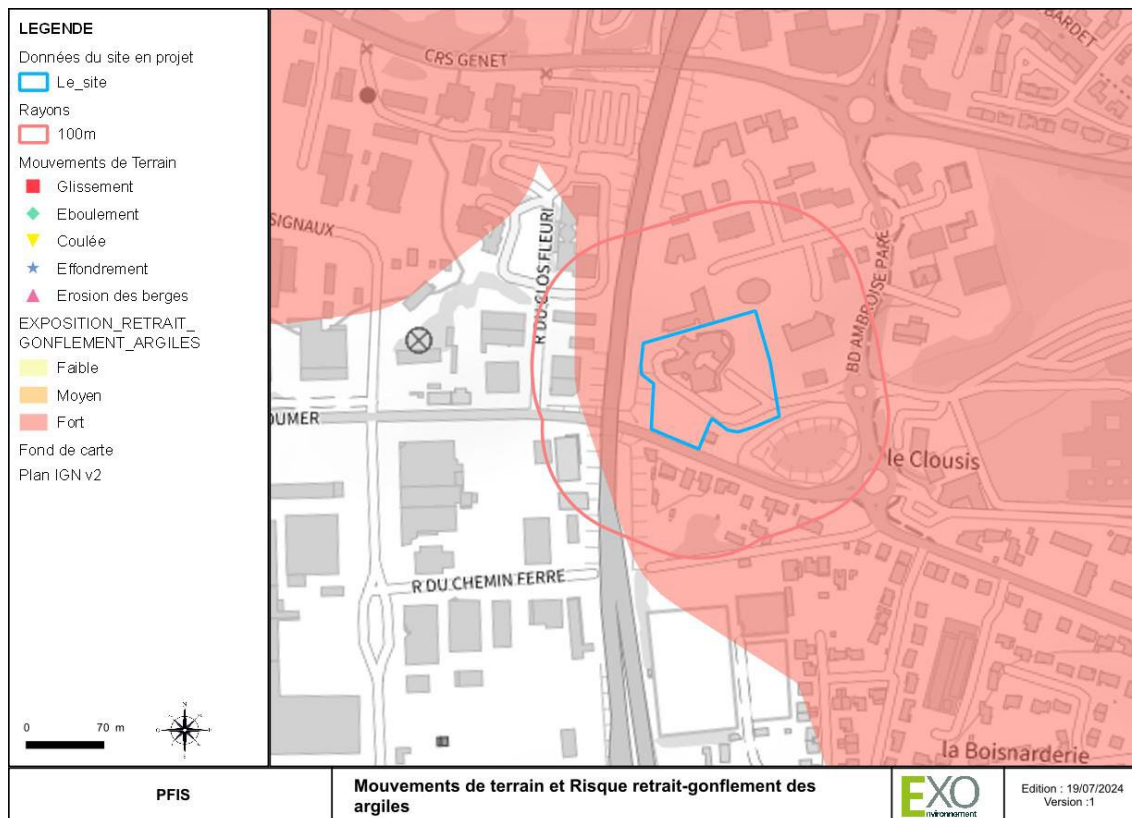 LEGENDE
Données du site en projet
Le_site
Rayons
100m
Mouvements de Terrain
Glissement
Eboulement
Coulée
Effondrement
Erosion des berges
EXPOSITION_RETRAIT_
GONFLEMENT_ARGILES
Faible
Moyen
Fort
Fond de carte
Plan IGN v2
0 70 m
N
CRS GENET
BARDET
SIGNAUX
R DU CLOS FLEURI
BD AMBROISE PARE
OUMER
le Clousis
R DU CHEMIN FERRE
la Boisnarderie
PFIS
Mouvements de terrain et Risque retrait-gonflement des
argiles
EXO
nvironnement
Edition : 19/07/2024
Version :1